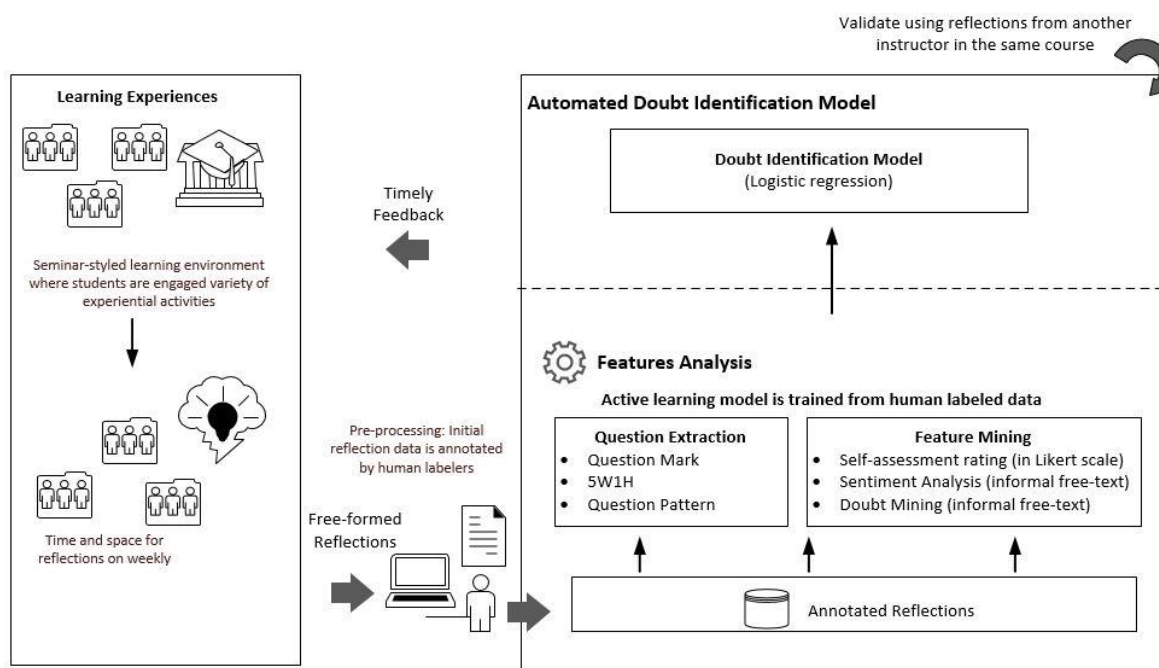 Validate using reflections from another
instructor in the same course
Learning Experiences
Seminar-styled learning environment
where students are engaged variety of
experiential activities
Time and space for
reflections on weekly
Timely
Feedback
Pre-processing: Initial
reflection data is annotated
by human labelers
Free-formed
Reflections
Automated Doubt Identification Model
Doubt Identification Model
(Logistic regression)
Features Analysis
Active learning model is trained from human labeled data
Question Extraction
• Question Mark
• 5W1H
• Question Pattern
Feature Mining
• Self-assessment rating (in Likert scale)
• Sentiment Analysis (informal free-text)
• Doubt Mining (informal free-text)
Annotated Reflections